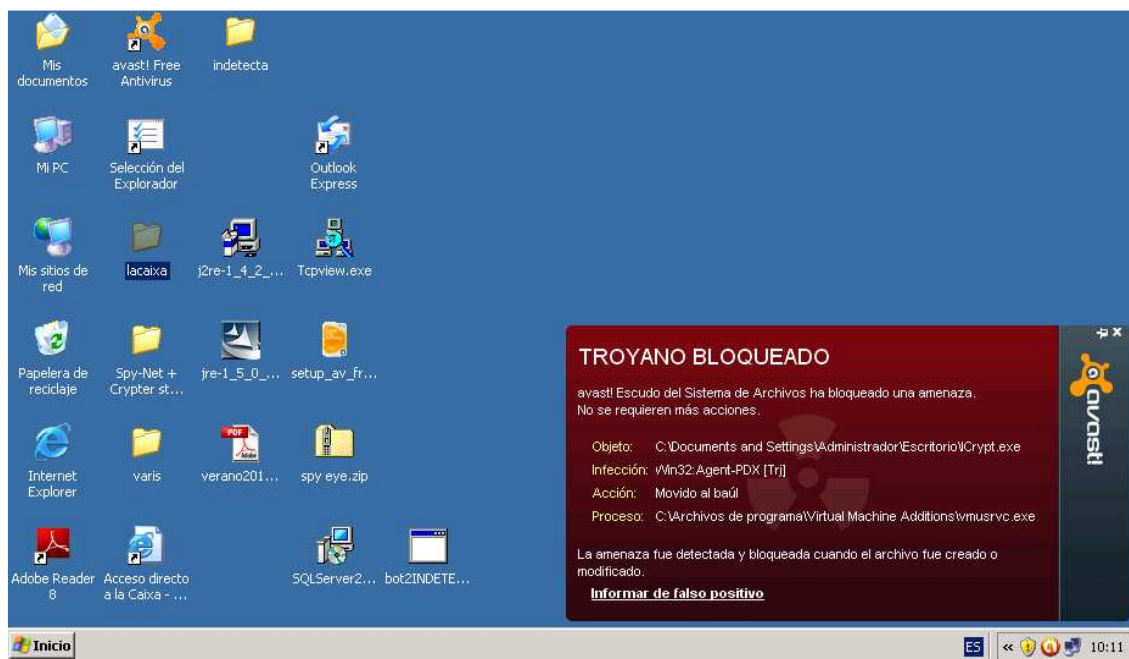 Mis
documentos
avast! Free
Antivirus
indetecta
Mi PC
Selección del
Explorador
Outlook
Express
Mis sitios de
red
lacaixa
j2re-1_4_2_...
Tcpview.exe
Papelera de
reciclaje
Spy-Net +
Crypter st...
jre-1_5_0_...
setup_av_fr...
Internet
Explorer
varis
PDF
Adobe
verano201...
spy eye.zip
Adobe Reader
8
Acceso directo
a la Caixa - ...
SQLServer2...
bot2INDETE...
TROYANO BLOQUEADO
avast! Escudo del Sistema de Archivos ha bloqueado una amenaza.
No se requieren más acciones.
Objeto: C:\Documents and Settings\Administrador\Escritorio\ICrypt.exe
Infección: Win32:Agent-PDX [Trj]
Acción: Movido al baúl
Proceso: C:\Archivos de programa\Virtual Machine Additions\vmusrvc.exe
La amenaza fue detectada y bloqueada cuando el archivo fue creado o
modificado.
Informar de falso positivo
avast!
Inicio
ES
«
10:11